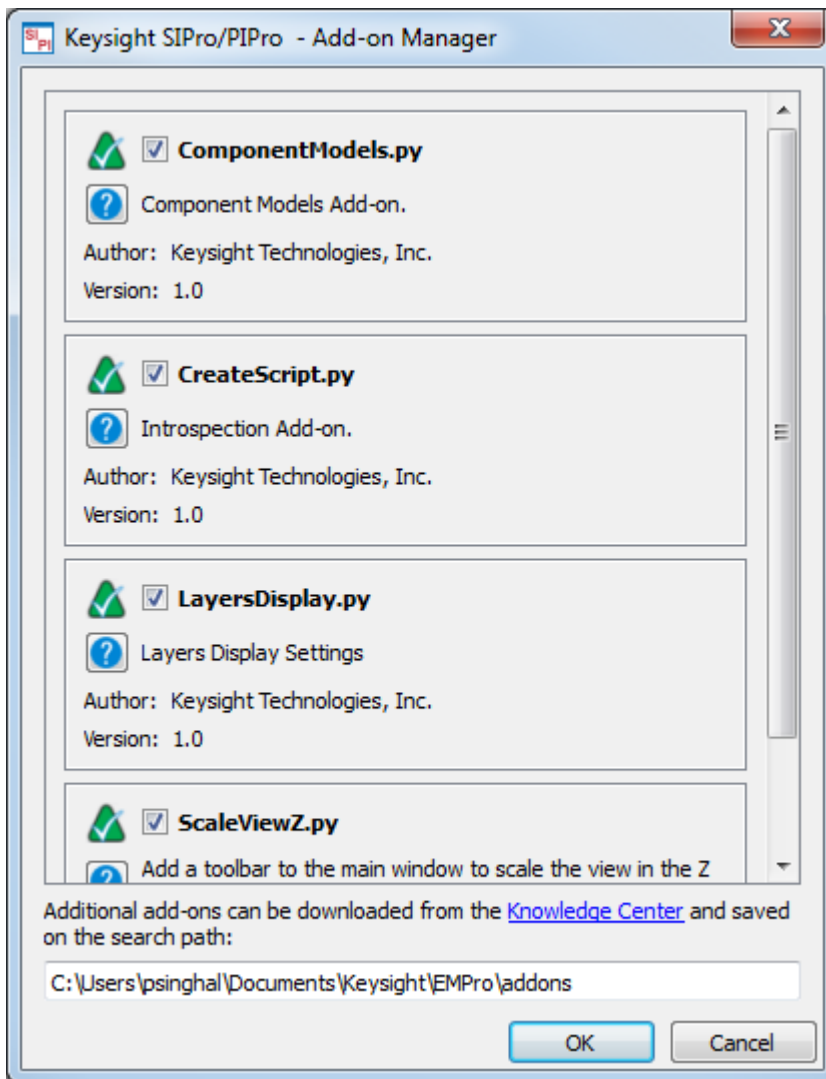 SI PI Keysight SIPro/PIPro - Add-on Manager
ComponentModels.py
Component Models Add-on.
Author: Keysight Technologies, Inc.
Version: 1.0
CreateScript.py
Introspection Add-on.
Author: Keysight Technologies, Inc.
Version: 1.0
LayersDisplay.py
Layers Display Settings
Author: Keysight Technologies, Inc.
Version: 1.0
ScaleViewZ.py
Add a toolbar to the main window to scale the view in the Z
Additional add-ons can be downloaded from the Knowledge Center and saved
on the search path:
C:\Users\psinghal\Documents\Keysight\EMPro\addons
OK Cancel